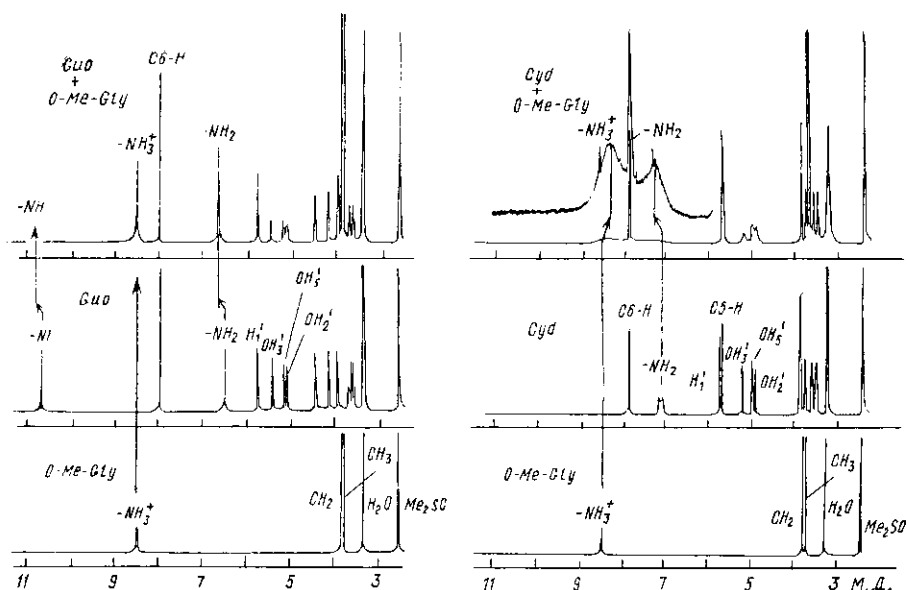 Guo
+
O-Me-Gly
C6-H
-NH₃⁺
-NH₂
-NH
Guo
-NH
-NH₂
H₁'
OH₃'
OH₅'
OH₂'
O-Me-Gly
-NH₃⁺
CH₂
CH₃
H₂O
Me₂SO
11 9 7 5 3
Cyd
+
O-Me-Gly
-NH₃⁺
-NH₂
Cyd
C6-H
-NH₂
C5-H
H₁'
OH₃'
OH₅'
OH₂'
O-Me-Gly
-NH₃⁺
CH₂
CH₃
H₂O
Me₂SO
11 9 7 5 3 М.Д.